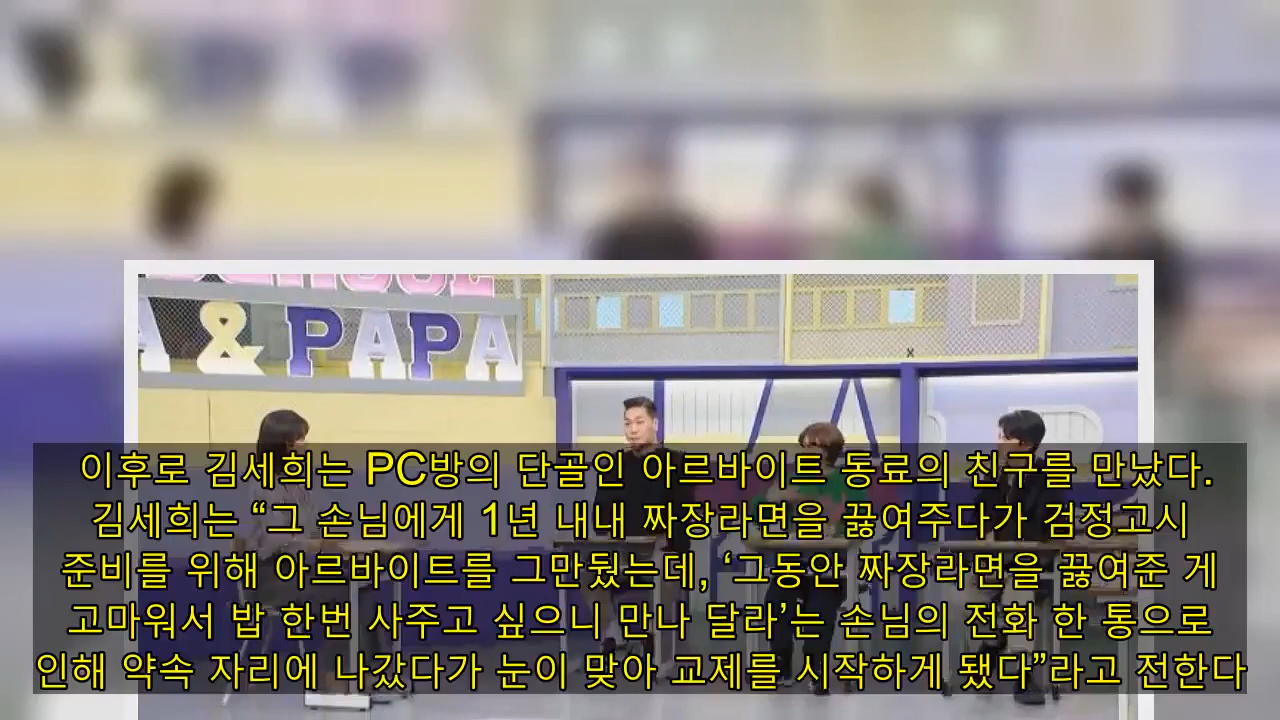 SCHOOL
A & PAPA
이후로 김세희는 PC방의 단골인 아르바이트 동료의 친구를 만났다.
김세희는 “그 손님에게 1년 내내 짜장라면을 끓여주다가 검정고시
준비를 위해 아르바이트를 그만뒀는데, ‘그동안 짜장라면을 끓여준 게
고마워서 밥 한번 사주고 싶으니 만나 달라’는 손님의 전화 한 통으로
인해 약속 자리에 나갔다가 눈이 맞아 교제를 시작하게 됐다”라고 전한다